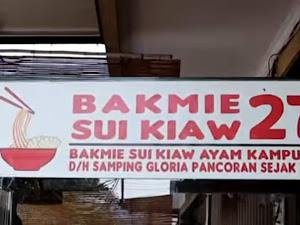 BAKMIE
SUI KIAW 27
BAKMIE SUI KIAW AYAM KAMPU
D/H SAMPING GLORIA PANCORAN SEJAK